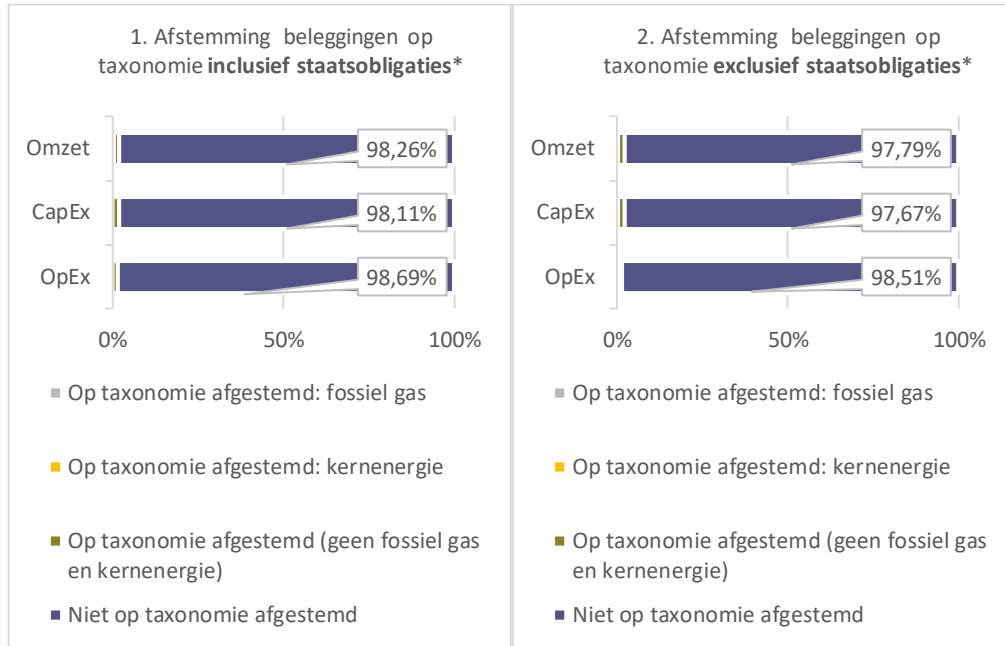 1. Afstemming beleggingen op
taxonomie inclusief staatsobligaties*
Omzet
98,26%
CapEx
98,11%
OpEx
98,69%
0%
50%
100%
Op taxonomie afgestemd: fossiel gas
Op taxonomie afgestemd: kernenergie
Op taxonomie afgestemd (geen fossiel gas
en kernenergie)
Niet op taxonomie afgestemd
2. Afstemming beleggingen op
taxonomie exclusief staatsobligaties*
Omzet
97,79%
CapEx
97,67%
OpEx
98,51%
0%
50%
100%
Op taxonomie afgestemd: fossiel gas
Op taxonomie afgestemd: kernenergie
Op taxonomie afgestemd (geen fossiel gas
en kernenergie)
Niet op taxonomie afgestemd